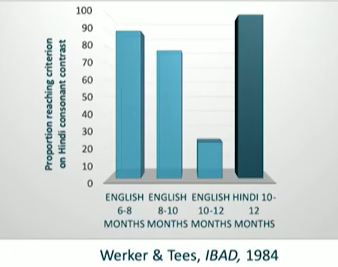 100
90
80
70
60
50
40
30
20
10
0
Proportion reaching criterion
on Hindi consonant contrast
ENGLISH ENGLISH ENGLISH HINDI 10-
6-8 8-10 10-12 12
MONTHS MONTHS MONTHS MONTHS
Werker & Tees, IBAD, 1984